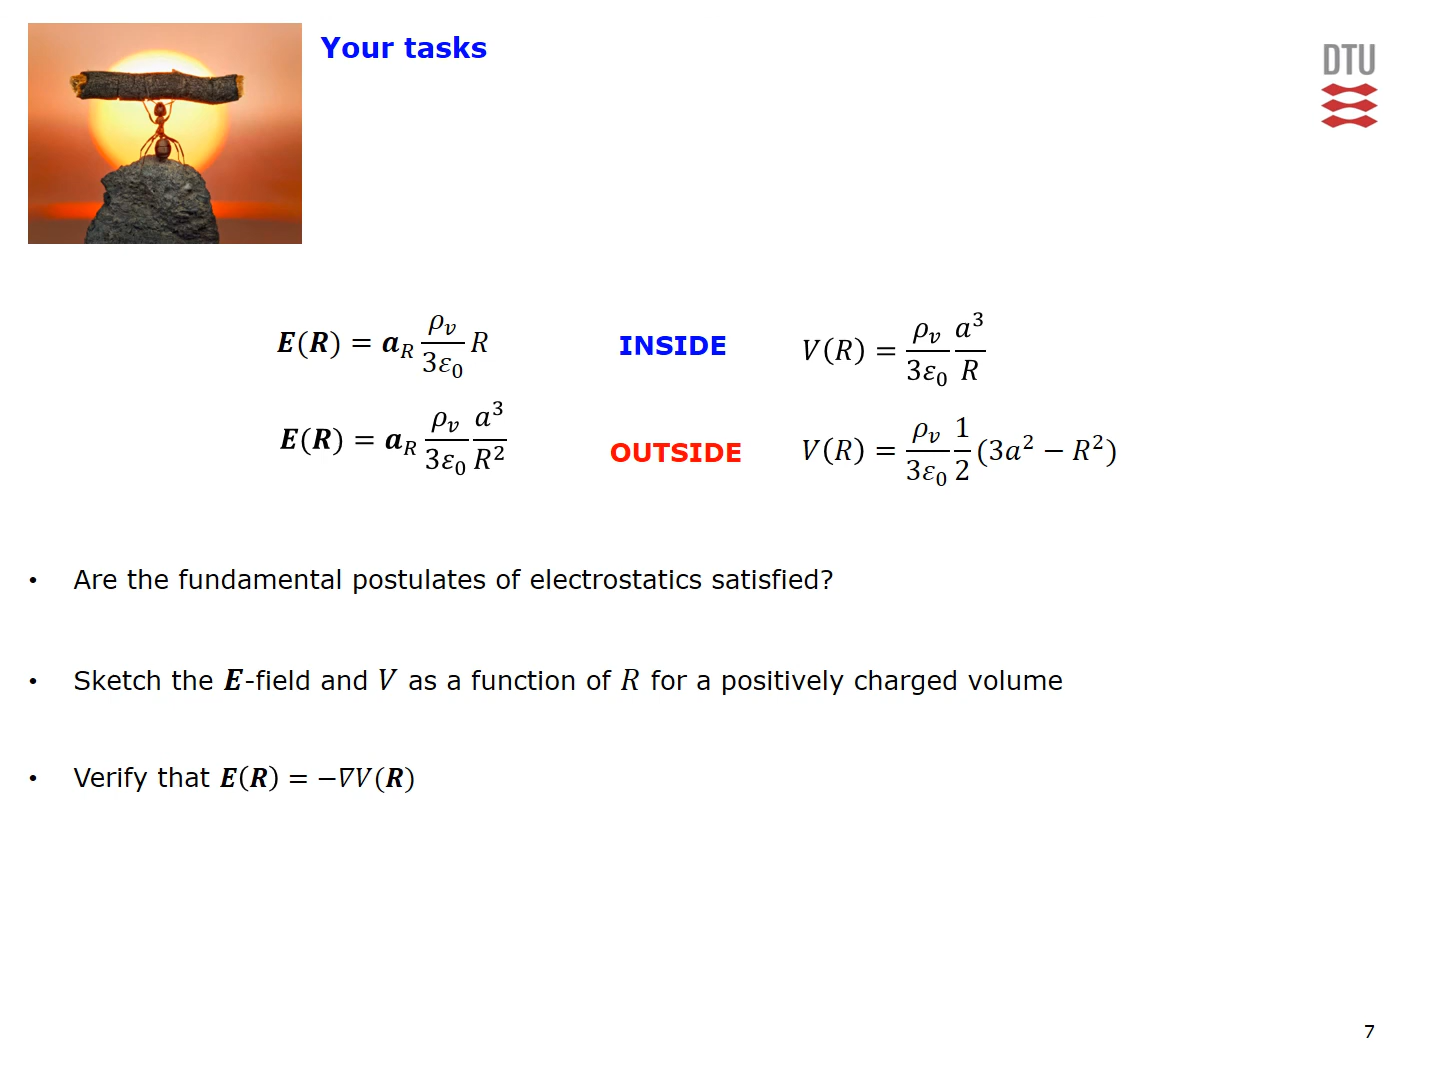 Your tasks
DTU
𝑬(𝑹) = 𝒂_R ρ_v/(3ε_0) R INSIDE V(R) = ρ_v/(3ε_0) a^3/R
𝑬(𝑹) = 𝒂_R ρ_v/(3ε_0) a^3/R^2 OUTSIDE V(R) = ρ_v/(3ε_0) 1/2 (3a^2 − R^2)
• Are the fundamental postulates of electrostatics satisfied?
• Sketch the 𝑬-field and V as a function of R for a positively charged volume
• Verify that 𝑬(𝑹) = −∇V(𝑹)
7